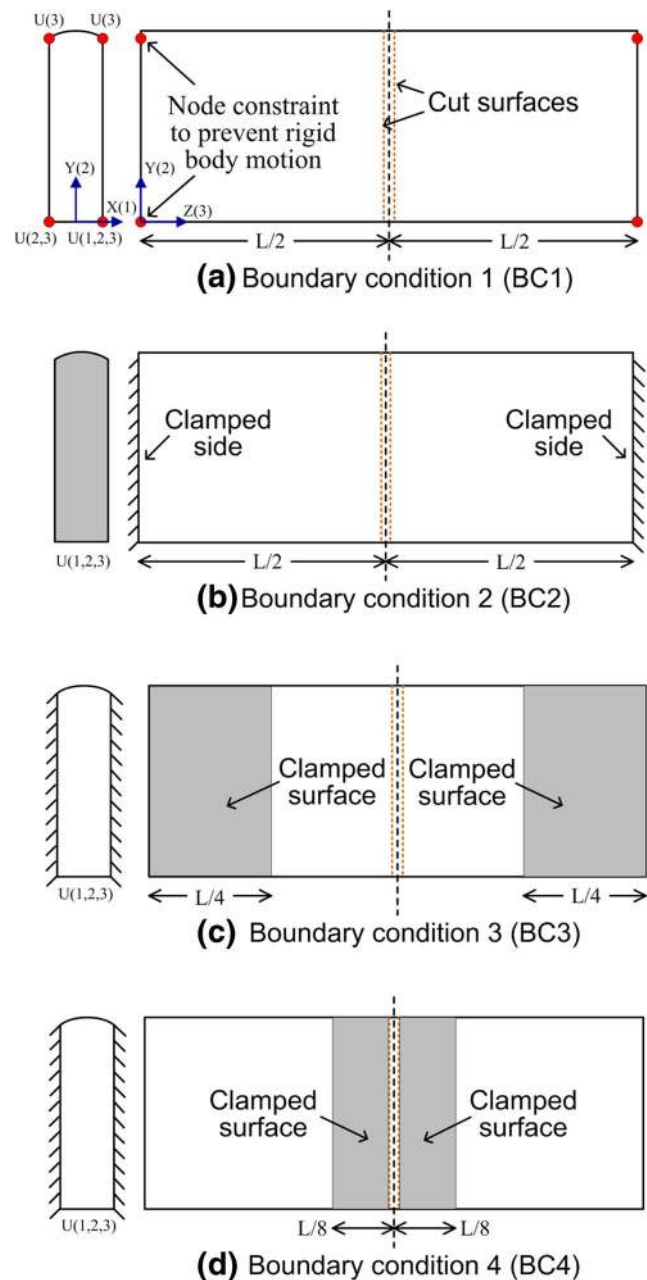 U(3)
U(3)
Node constraint
to prevent rigid
body motion
Cut surfaces
Y(2)
Y(2)
X(1)
Z(3)
U(2,3)
U(1,2,3)
L/2
L/2
(a) Boundary condition 1 (BC1)
Clamped
side
Clamped
side
U(1,2,3)
L/2
L/2
(b) Boundary condition 2 (BC2)
Clamped
surface
Clamped
surface
U(1,2,3)
L/4
L/4
(c) Boundary condition 3 (BC3)
Clamped
surface
Clamped
surface
U(1,2,3)
L/8
L/8
(d) Boundary condition 4 (BC4)